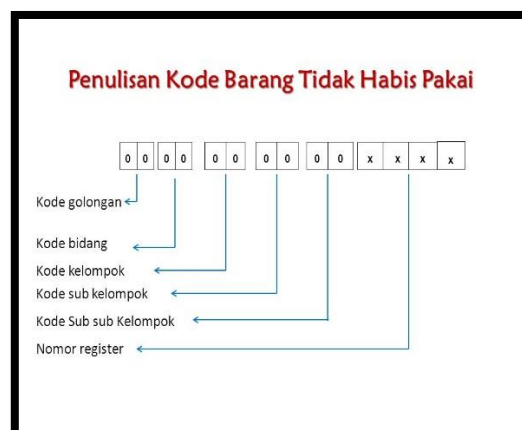 Penulisan Kode Barang Tidak Habis Pakai
0 0 0 0 0 0 0 0 0 0 x x x x
Kode golongan
Kode bidang
Kode kelompok
Kode sub kelompok
Kode Sub sub Kelompok
Nomor register